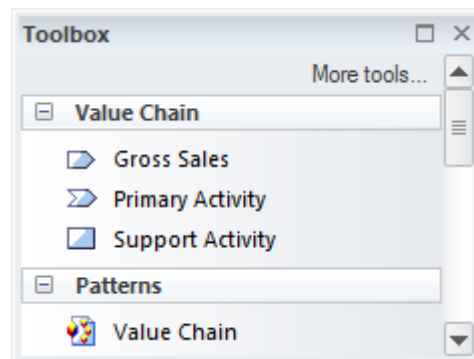 Toolbox
More tools...
Value Chain
Gross Sales
Primary Activity
Support Activity
Patterns
Value Chain